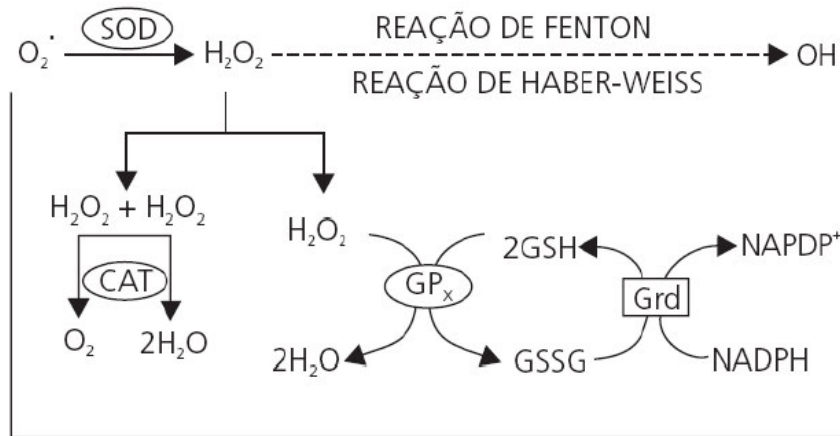 SOD
REAÇÃO DE FENTON
O₂˙ H₂O₂ OH
REAÇÃO DE HABER-WEISS
H₂O₂ + H₂O₂
H₂O₂ 2GSH NAPDP⁺
CAT GPₓ Grd
O₂ 2H₂O 2H₂O GSSG NADPH